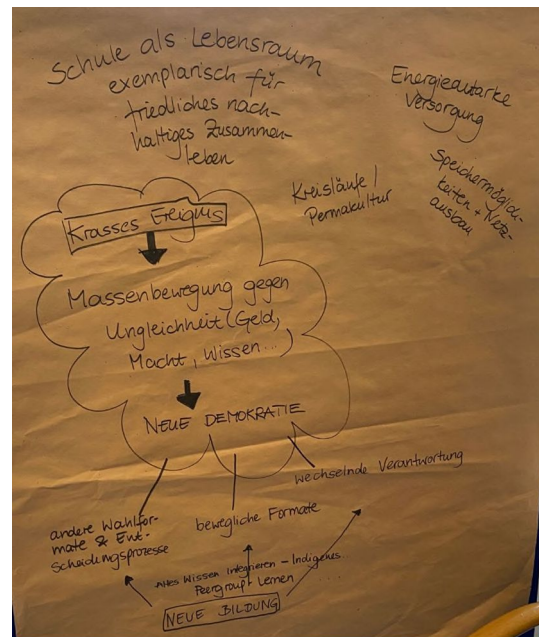 Schule als Lebensraum
exemplarisch für
friedliches nach-
haltiges Zusammen-
leben
Energieautarke
Versorgung
Speichermöglich-
keiten + Netz-
ausbau
Kreisläufe /
Permakultur
Krasses Ereignis
Massenbewegung gegen
Ungleichheit (Geld,
Macht, Wissen...)
NEUE DEMOKRATIE
wechselnde Verantwortung
bewegliche Formate
andere Wahlfor-
mate & Ent-
scheidungsprozesse
Altes Wissen integrieren - Indigenes
Peergroup Lernen ....
NEUE BILDUNG